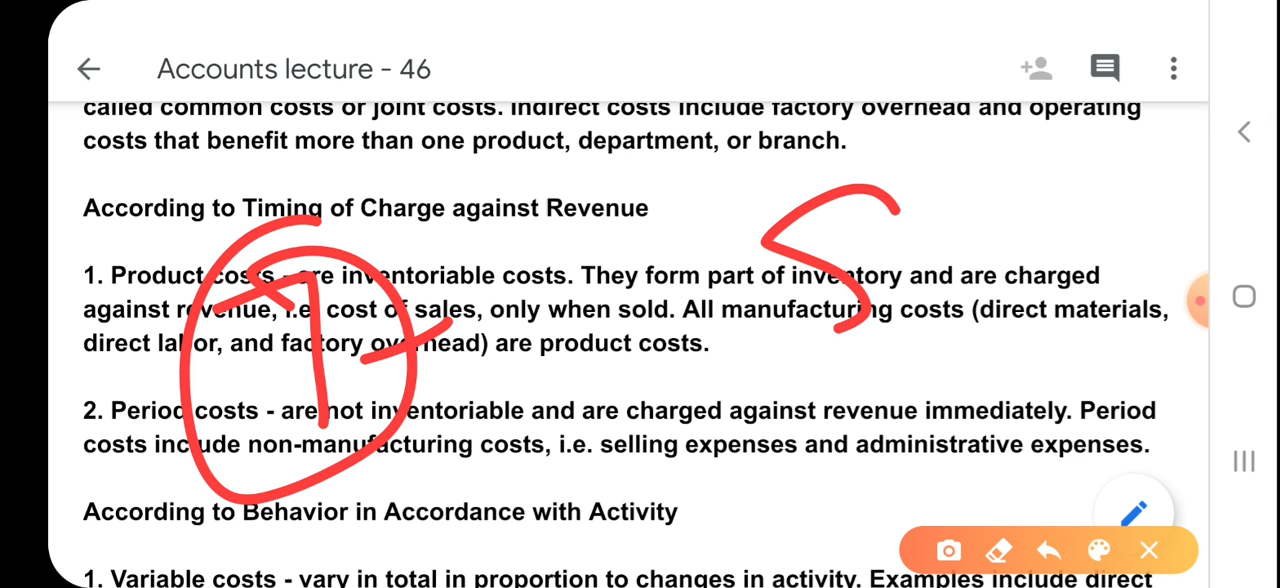 Accounts lecture - 46
called common costs or joint costs. Indirect costs include factory overhead and operating
costs that benefit more than one product, department, or branch.
According to Timing of Charge against Revenue
1. Product costs - are inventoriable costs. They form part of inventory and are charged
against revenue, i.e. cost of sales, only when sold. All manufacturing costs (direct materials,
direct labor, and factory overhead) are product costs.
2. Period costs - are not inventoriable and are charged against revenue immediately. Period
costs include non-manufacturing costs, i.e. selling expenses and administrative expenses.
According to Behavior in Accordance with Activity
1. Variable costs - vary in total in proportion to changes in activity. Examples include direct